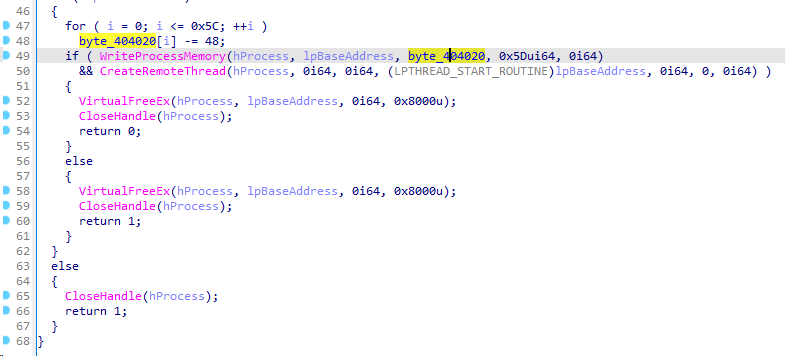 46 {
47 for ( i = 0; i <= 0x5C; ++i )
48 byte_404020[i] -= 48;
49 if ( WriteProcessMemory(hProcess, lpBaseAddress, byte_404020, 0x5Dui64, 0i64)
50 && CreateRemoteThread(hProcess, 0i64, 0i64, (LPTHREAD_START_ROUTINE)lpBaseAddress, 0i64, 0, 0i64) )
51 {
52 VirtualFreeEx(hProcess, lpBaseAddress, 0i64, 0x8000u);
53 CloseHandle(hProcess);
54 return 0;
55 }
56 else
57 {
58 VirtualFreeEx(hProcess, lpBaseAddress, 0i64, 0x8000u);
59 CloseHandle(hProcess);
60 return 1;
61 }
62 }
63 else
64 {
65 CloseHandle(hProcess);
66 return 1;
67 }
68 }